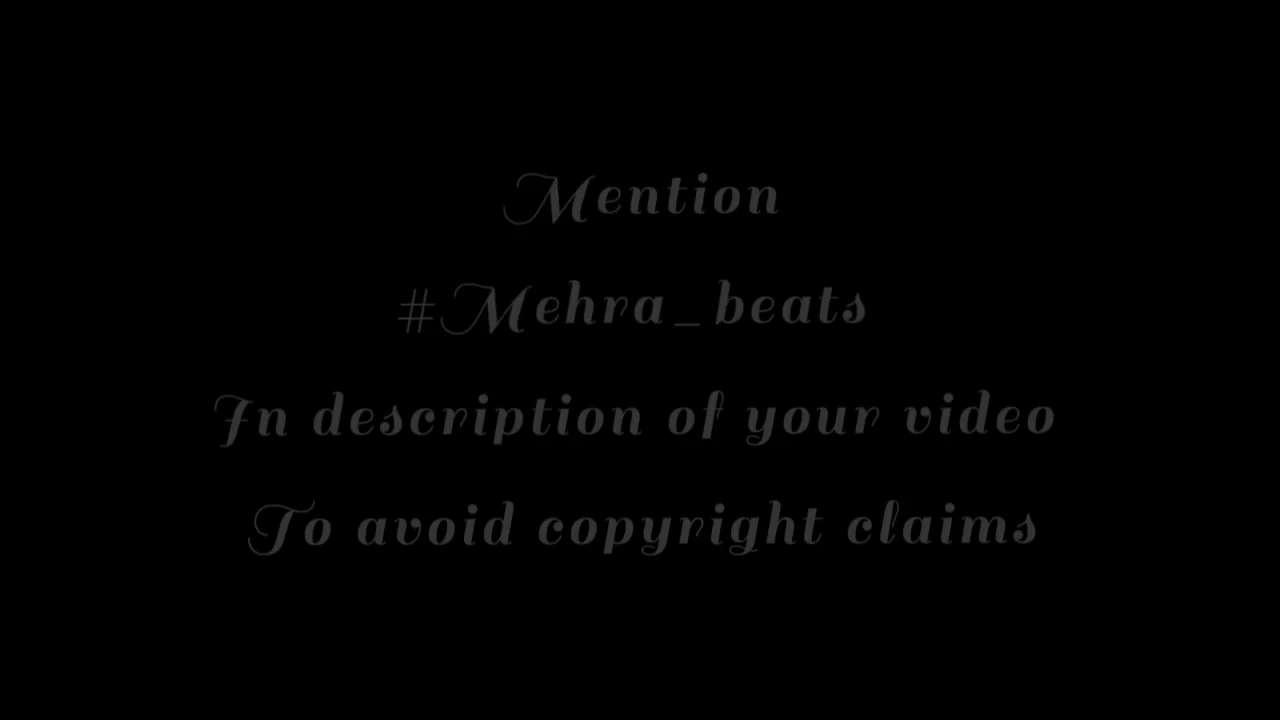 Mention
#Mehra_beats
In description of your video
To avoid copyright claims